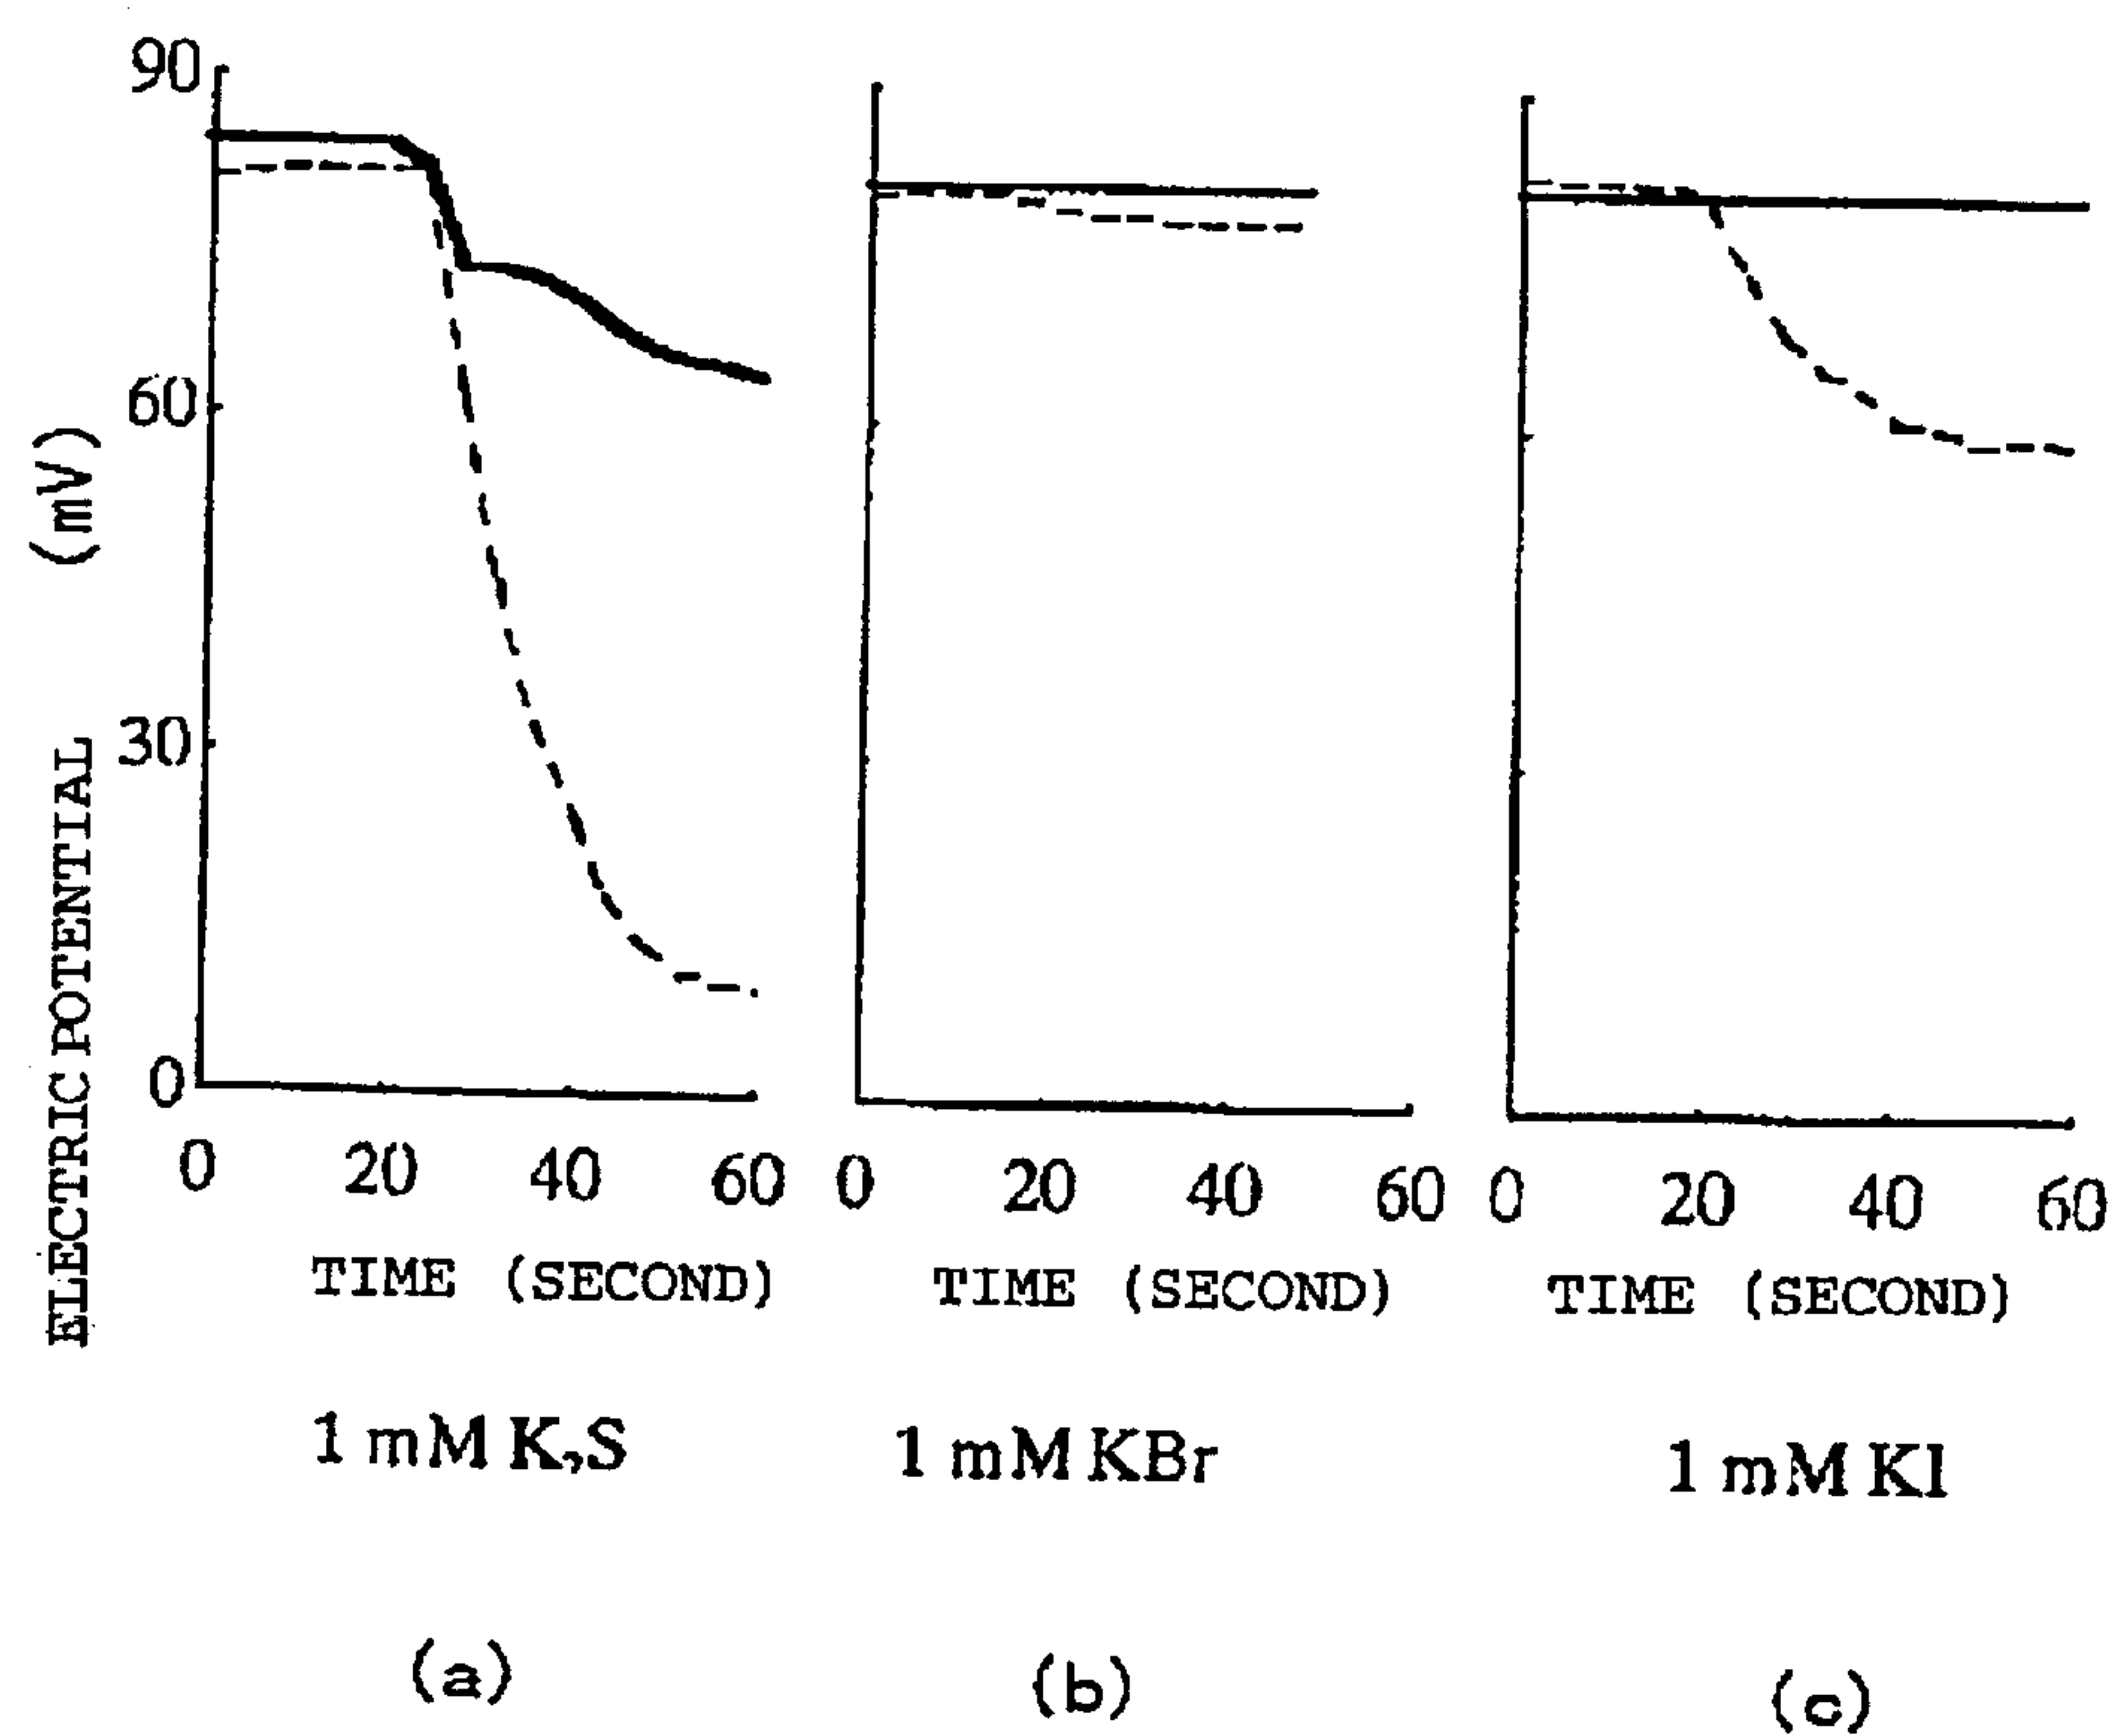 90
60
30
0
ELECTRIC POTENTIAL (mV)
0 20 40 60
0 20 40 60
0 20 40 60
TIME (SECOND)
TIME (SECOND)
TIME (SECOND)
1 mM K2S
1 mM KBr
1 mM KI
(a)
(b)
(c)